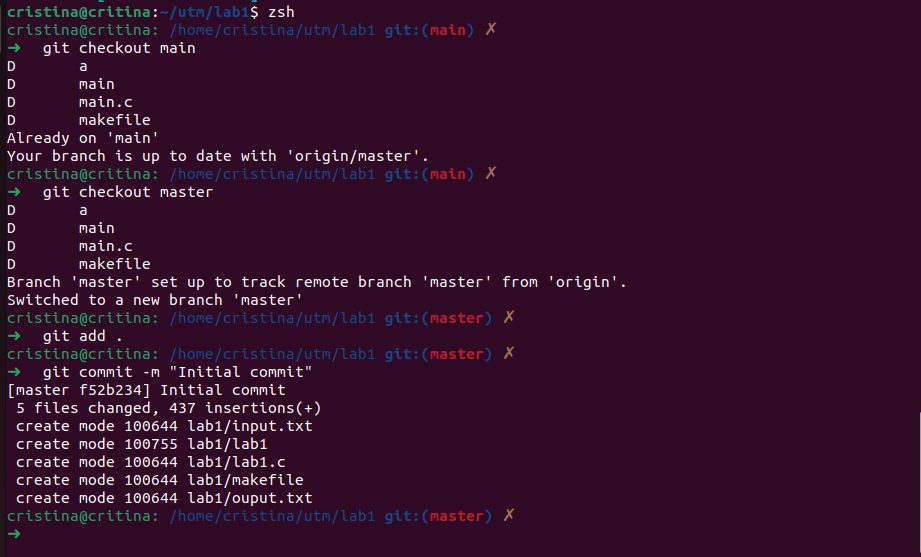 cristina@critina:~/utm/lab1$ zsh
cristina@critina: /home/cristina/utm/lab1 git:(main) ✗
➜ git checkout main
D a
D main
D main.c
D makefile
Already on 'main'
Your branch is up to date with 'origin/master'.
cristina@critina: /home/cristina/utm/lab1 git:(main) ✗
➜ git checkout master
D a
D main
D main.c
D makefile
Branch 'master' set up to track remote branch 'master' from 'origin'.
Switched to a new branch 'master'
cristina@critina: /home/cristina/utm/lab1 git:(master) ✗
➜ git add .
cristina@critina: /home/cristina/utm/lab1 git:(master) ✗
➜ git commit -m "Initial commit"
[master f52b234] Initial commit
5 files changed, 437 insertions(+)
create mode 100644 lab1/input.txt
create mode 100755 lab1/lab1
create mode 100644 lab1/lab1.c
create mode 100644 lab1/makefile
create mode 100644 lab1/ouput.txt
cristina@critina: /home/cristina/utm/lab1 git:(master) ✗
➜